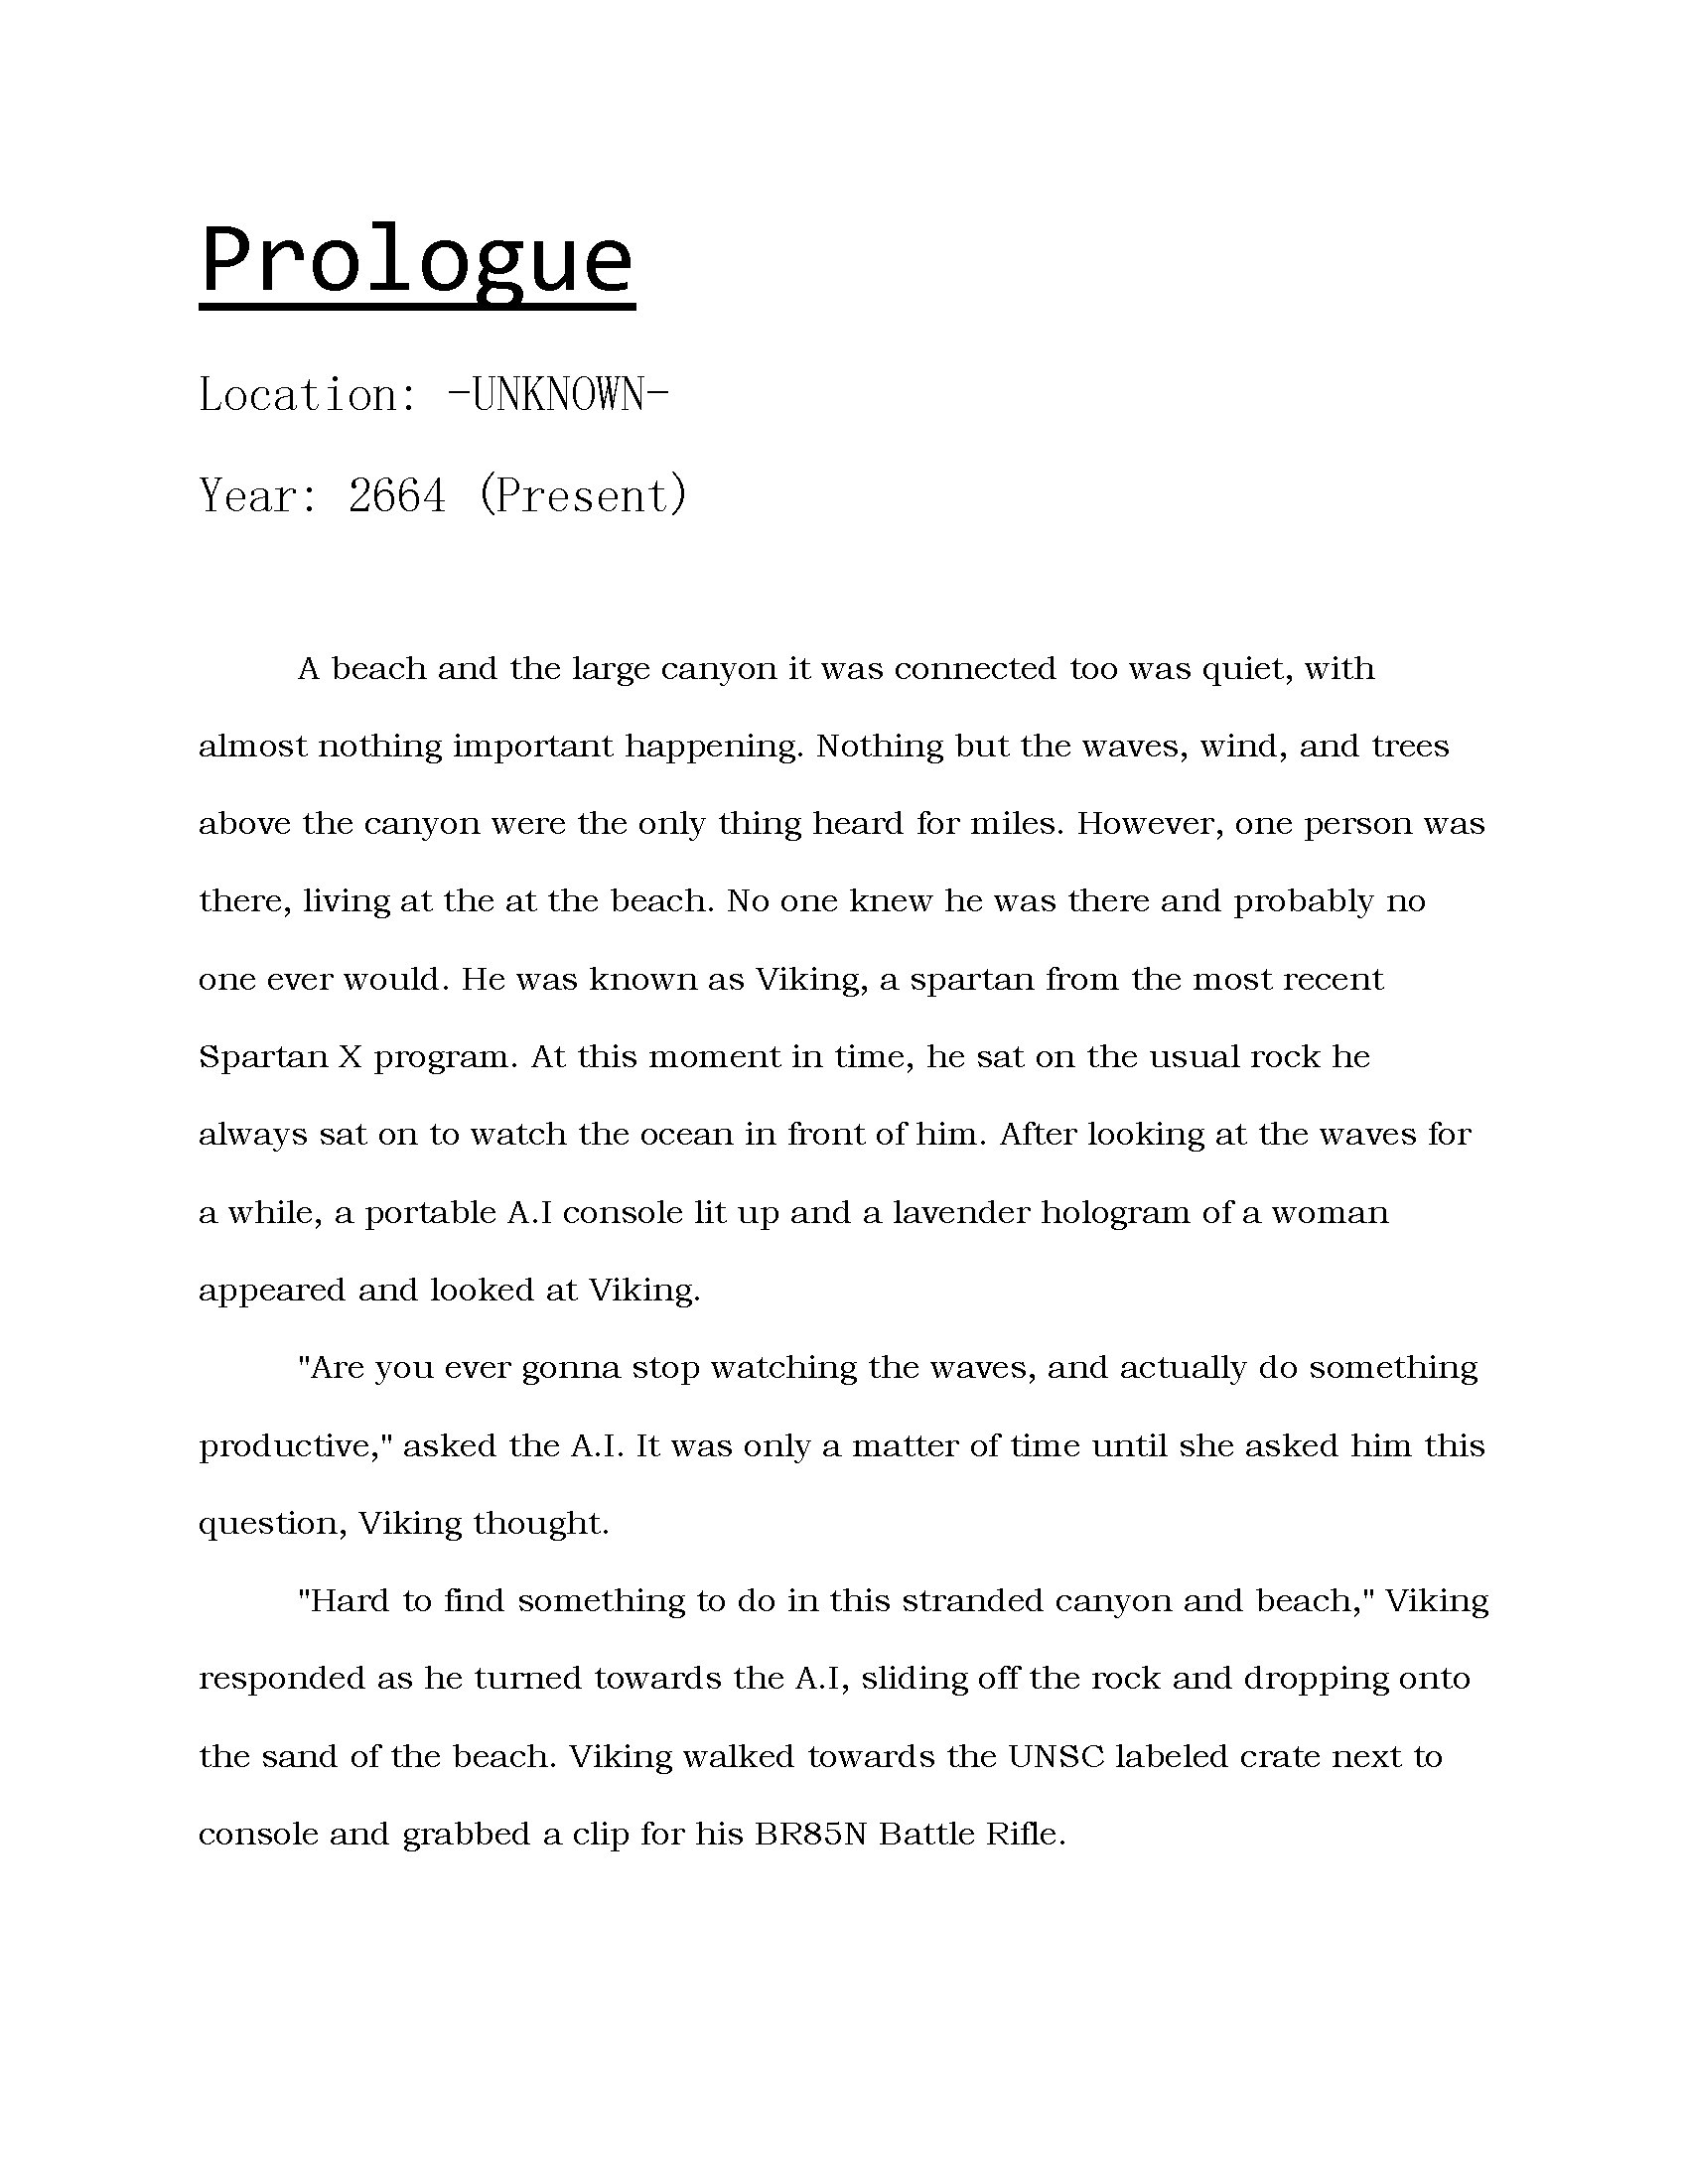 Prologue
Location: -UNKNOWN-
Year: 2664 (Present)
A beach and the large canyon it was connected too was quiet, with
almost nothing important happening. Nothing but the waves, wind, and trees
above the canyon were the only thing heard for miles. However, one person was
there, living at the at the beach. No one knew he was there and probably no
one ever would. He was known as Viking, a spartan from the most recent
Spartan X program. At this moment in time, he sat on the usual rock he
always sat on to watch the ocean in front of him. After looking at the waves for
a while, a portable A.I console lit up and a lavender hologram of a woman
appeared and looked at Viking.
"Are you ever gonna stop watching the waves, and actually do something
productive," asked the A.I. It was only a matter of time until she asked him this
question, Viking thought.
"Hard to find something to do in this stranded canyon and beach," Viking
responded as he turned towards the A.I, sliding off the rock and dropping onto
the sand of the beach. Viking walked towards the UNSC labeled crate next to
console and grabbed a clip for his BR85N Battle Rifle.